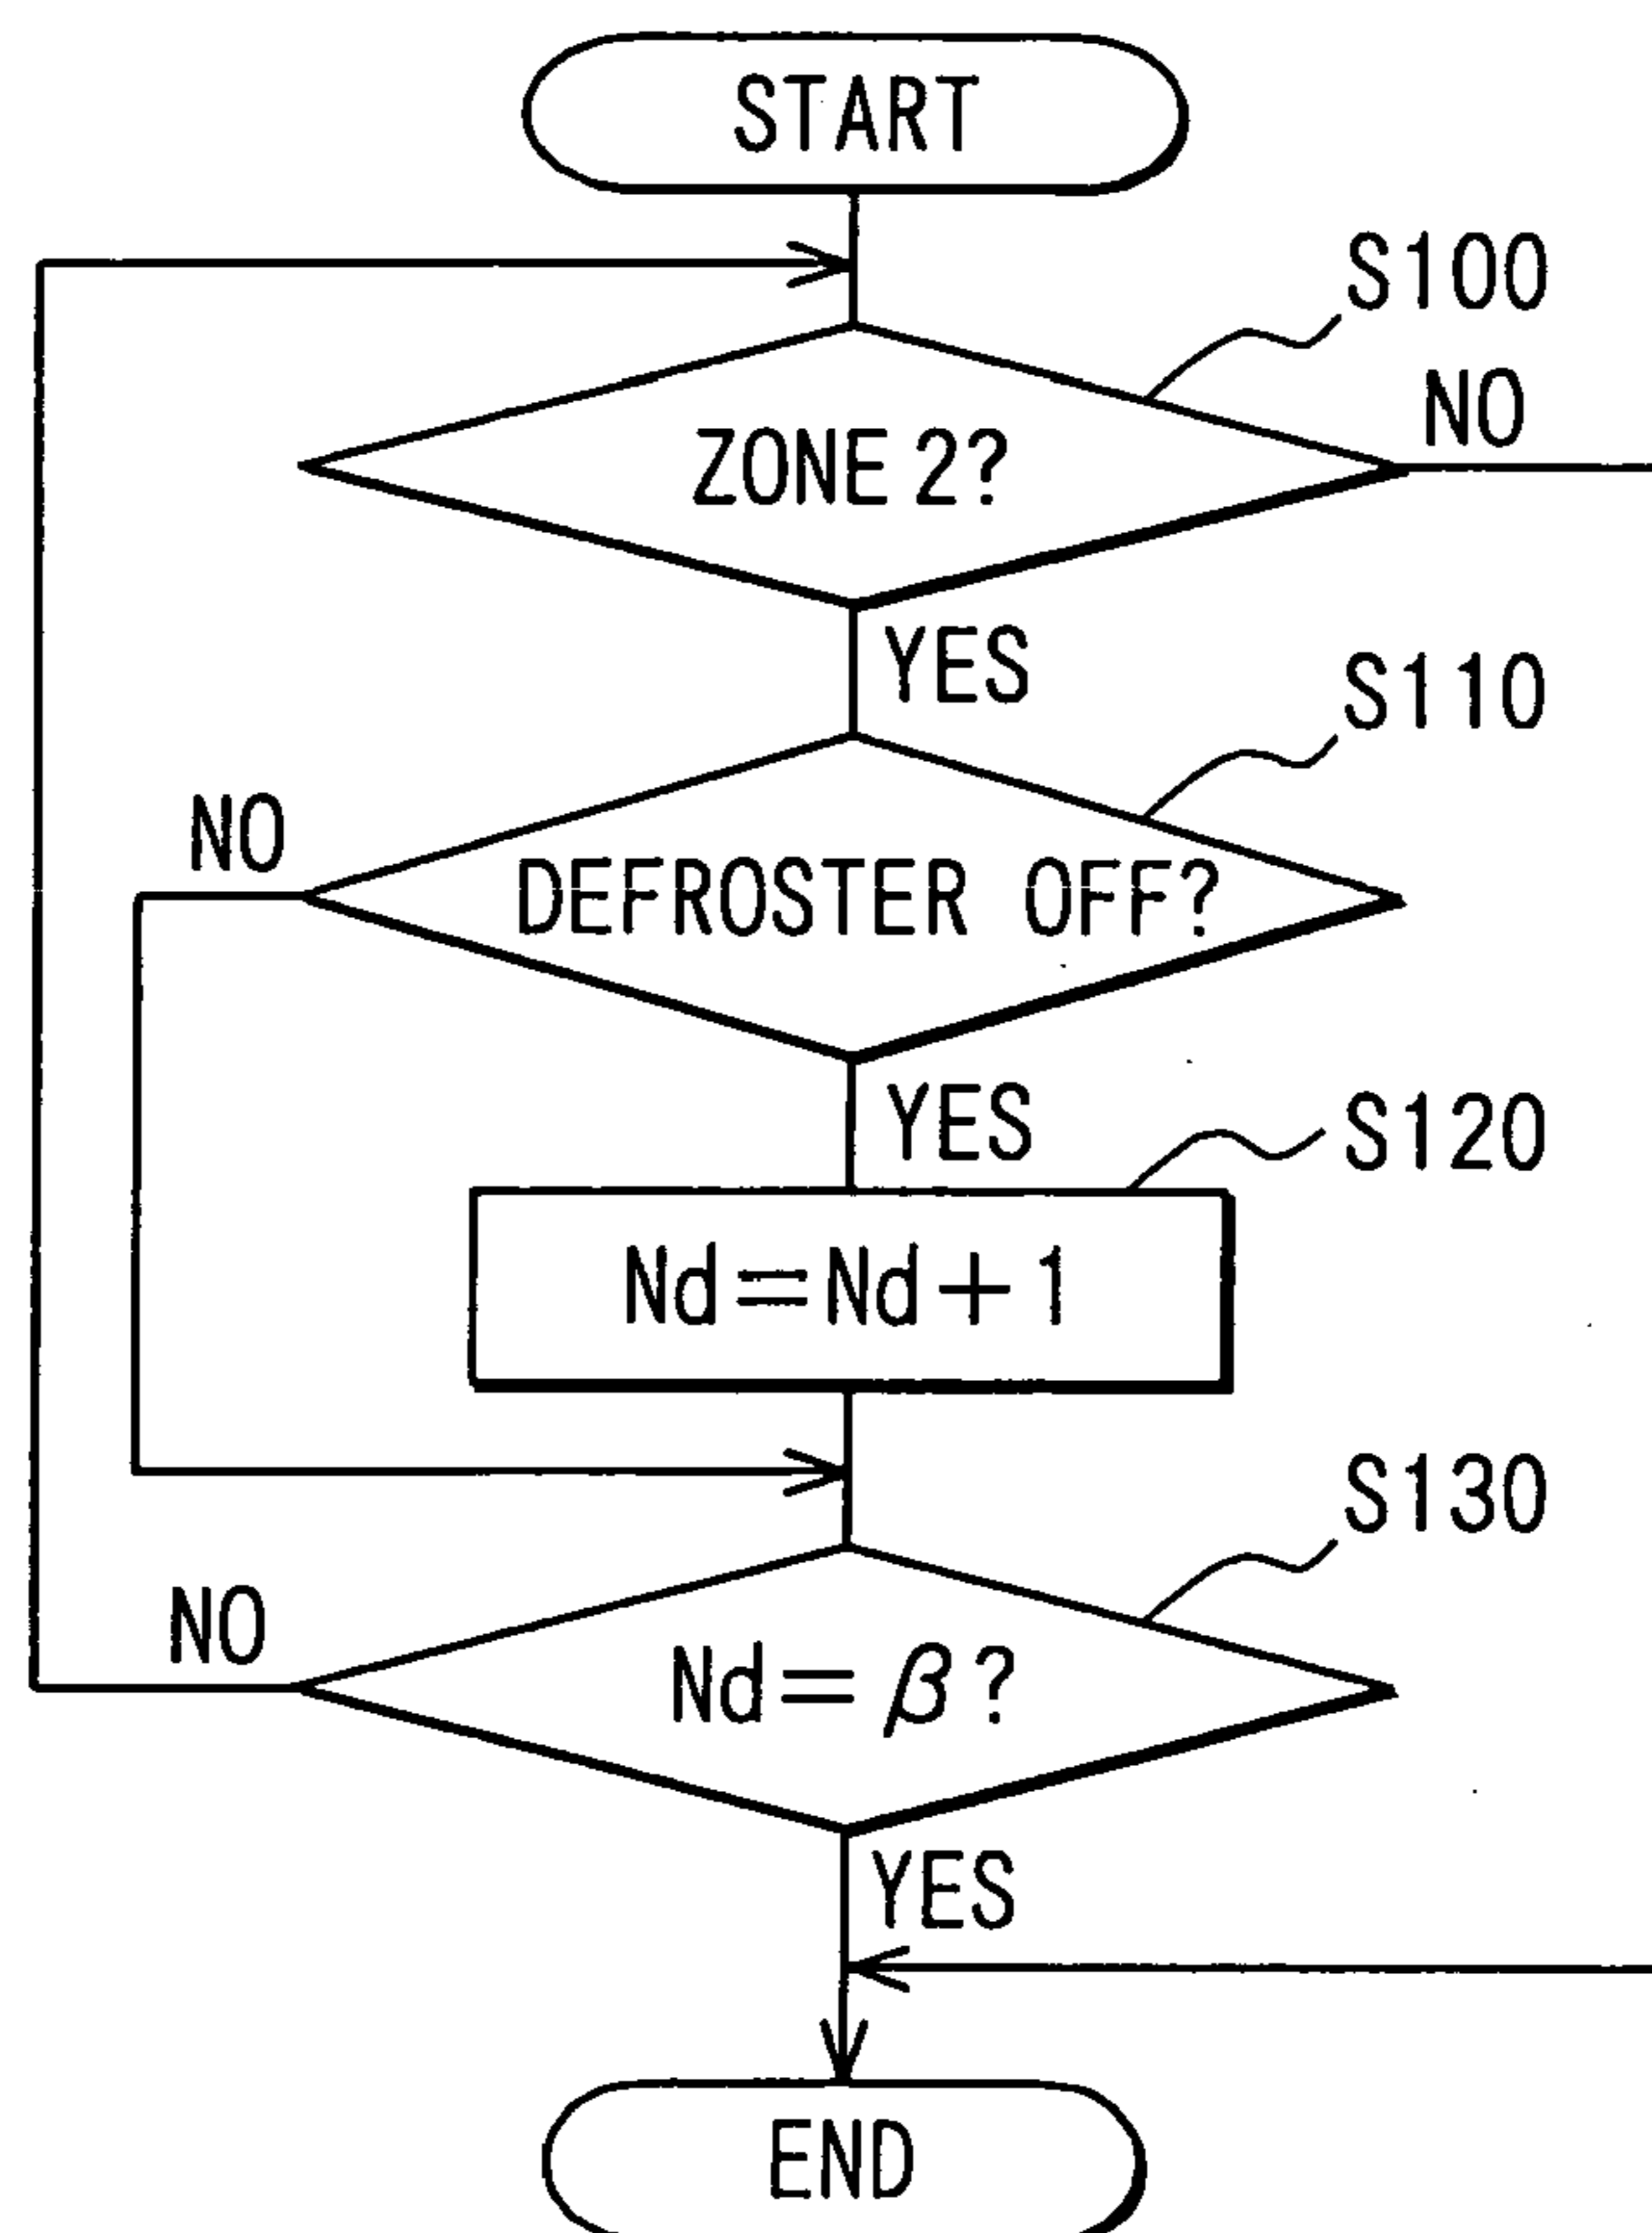 START
S100
NO
ZONE 2?
YES
S110
NO
DEFROSTER OFF?
YES
S120
Nd=Nd+1
S130
NO
Nd=β?
YES
END